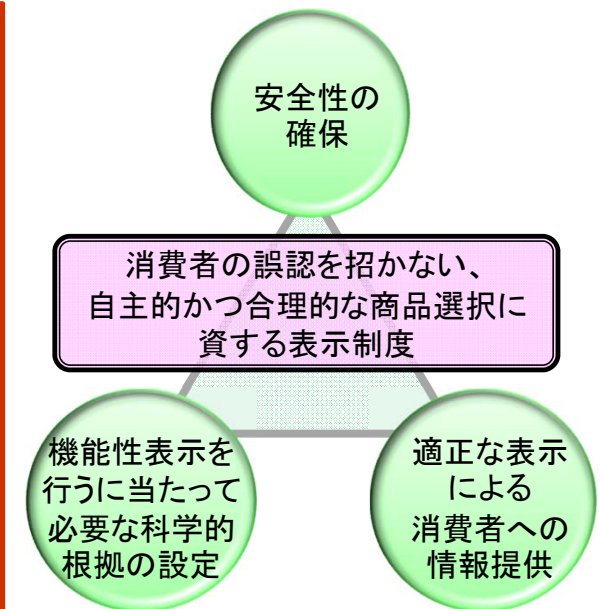 安全性の
確保
消費者の誤認を招かない、
自主的かつ合理的な商品選択に
資する表示制度
機能性表示を
行うに当たって
必要な科学的
根拠の設定
適正な表示
による
消費者への
情報提供